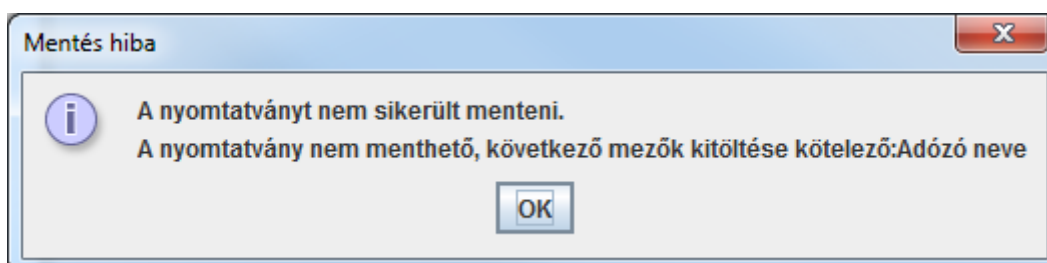 Mentés hiba
A nyomtatványt nem sikerült menteni.
A nyomtatvány nem menthető, következő mezők kitöltése kötelező:Adózó neve
OK